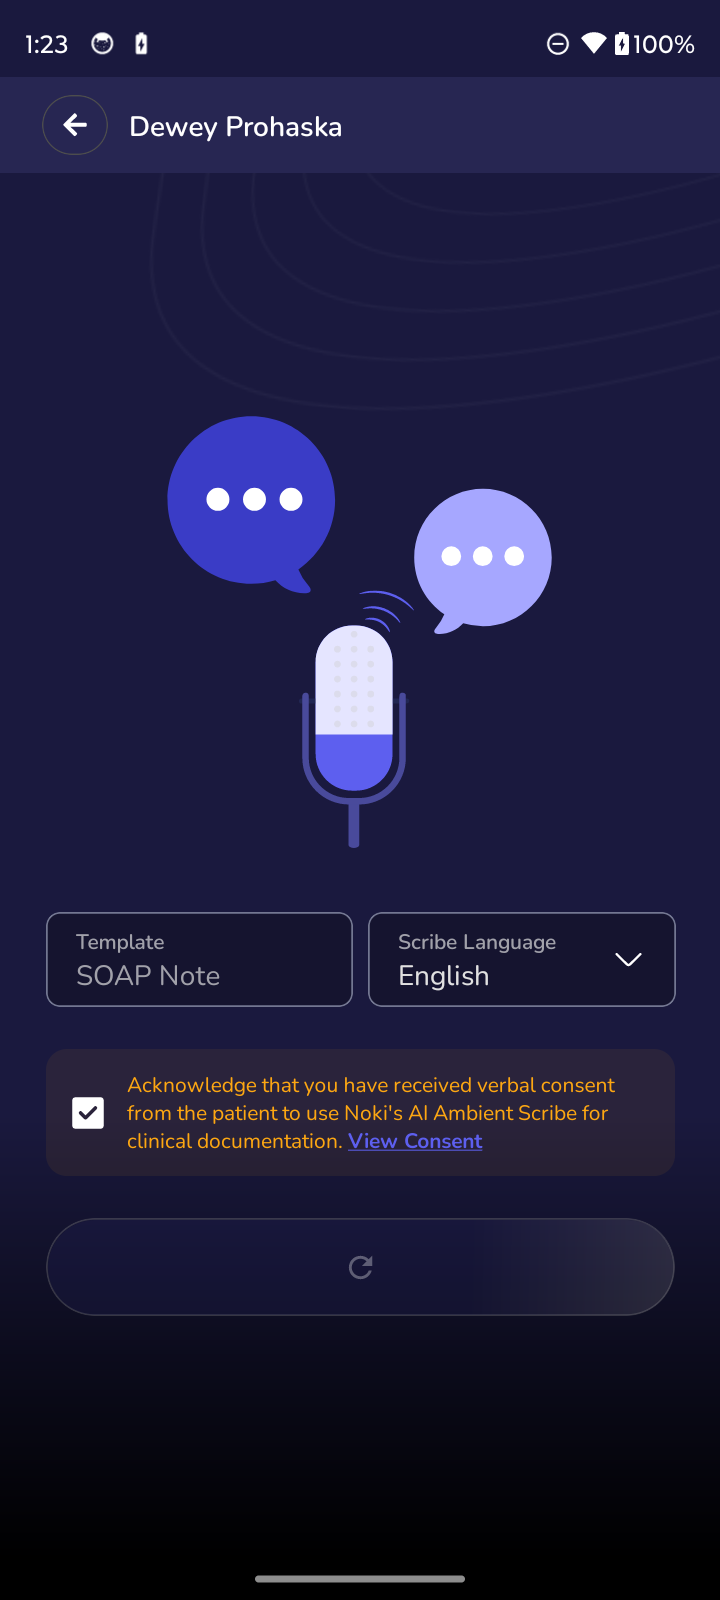 1:23
100%
Dewey Prohaska
Template
SOAP Note
Scribe Language
English
Acknowledge that you have received verbal consent
from the patient to use Noki's AI Ambient Scribe for
clinical documentation. View Consent